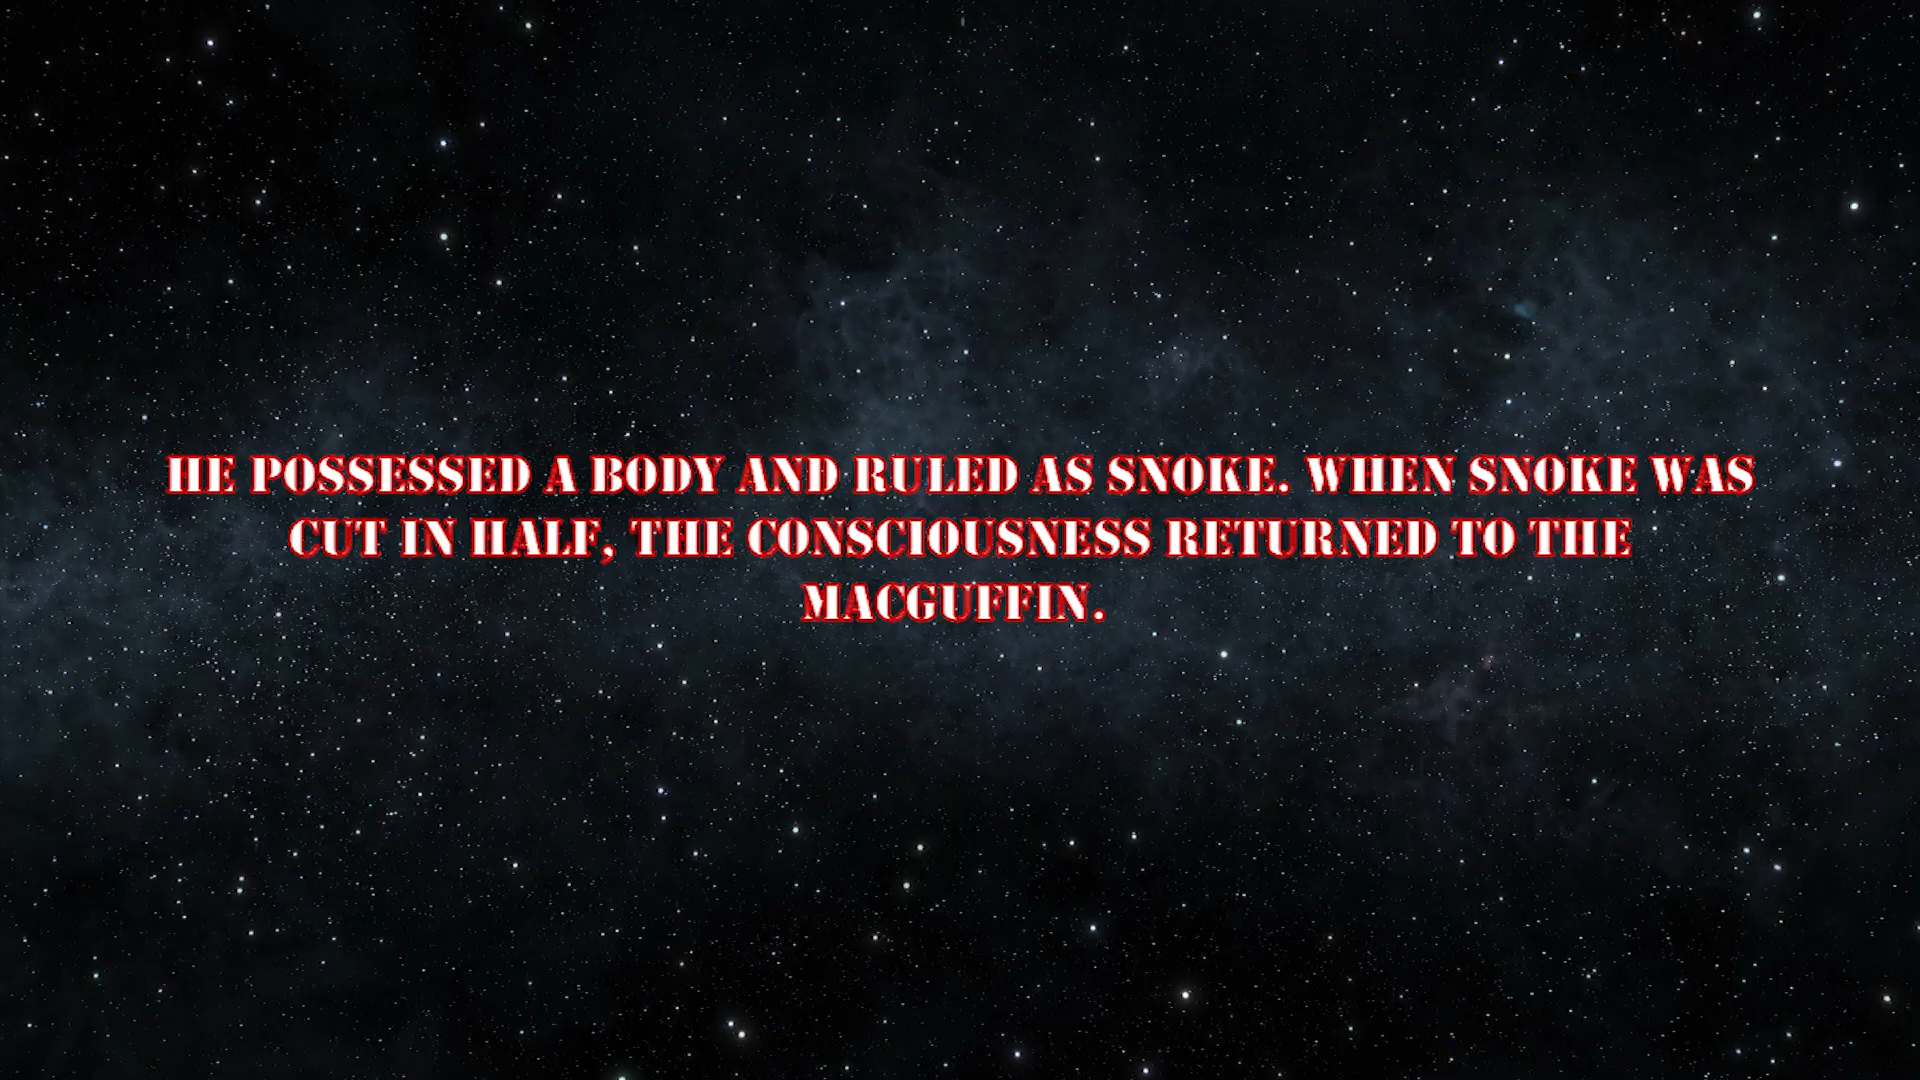 HE POSSESSED A BODY AND RULED AS SNOKE. WHEN SNOKE WAS
CUT IN HALF, THE CONSCIOUSNESS RETURNED TO THE
MACGUFFIN.